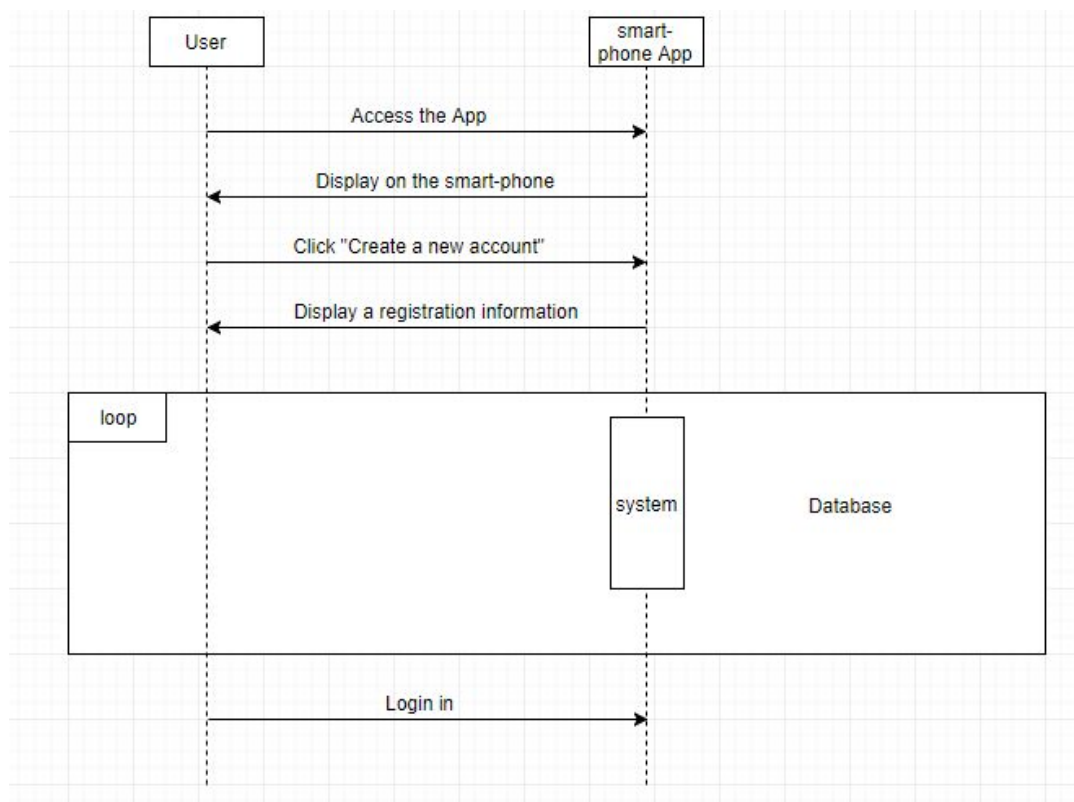 User
smart-
phone App
Access the App
Display on the smart-phone
Click "Create a new account"
Display a registration information
loop
system
Database
Login in